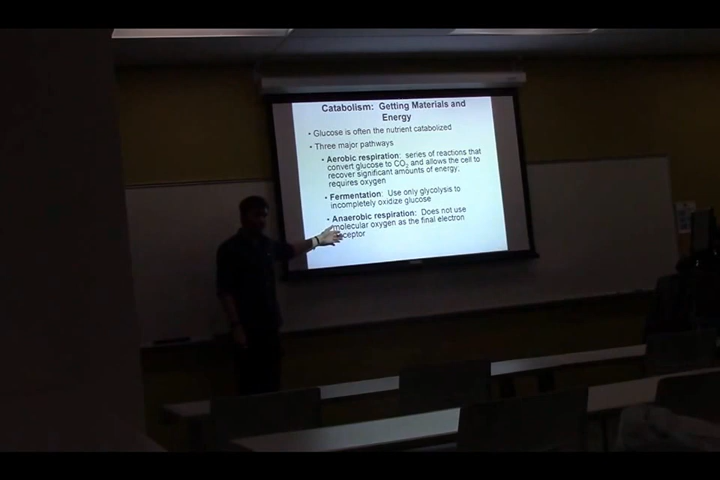 Catabolism: Getting Materials and
Energy
• Glucose is often the nutrient catabolized
• Three major pathways
• Aerobic respiration: series of reactions that
convert glucose to CO2 and allows the cell to
recover significant amounts of energy;
requires oxygen
• Fermentation: Use only glycolysis to
incompletely oxidize glucose
• Anaerobic respiration: Does not use
molecular oxygen as the final electron